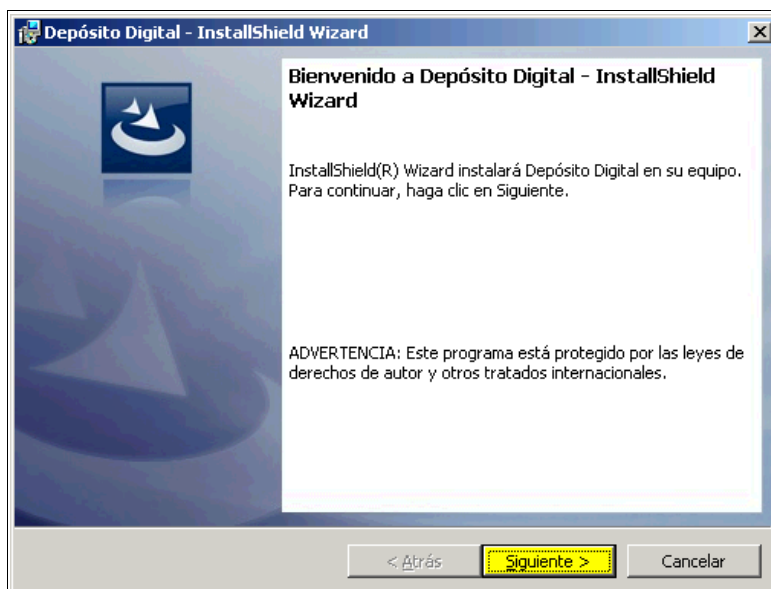 Depósito Digital - InstallShield Wizard
Bienvenido a Depósito Digital - InstallShield
Wizard
InstallShield(R) Wizard instalará Depósito Digital en su equipo.
Para continuar, haga clic en Siguiente.
ADVERTENCIA: Este programa está protegido por las leyes de
derechos de autor y otros tratados internacionales.
< Atrás Siguiente > Cancelar